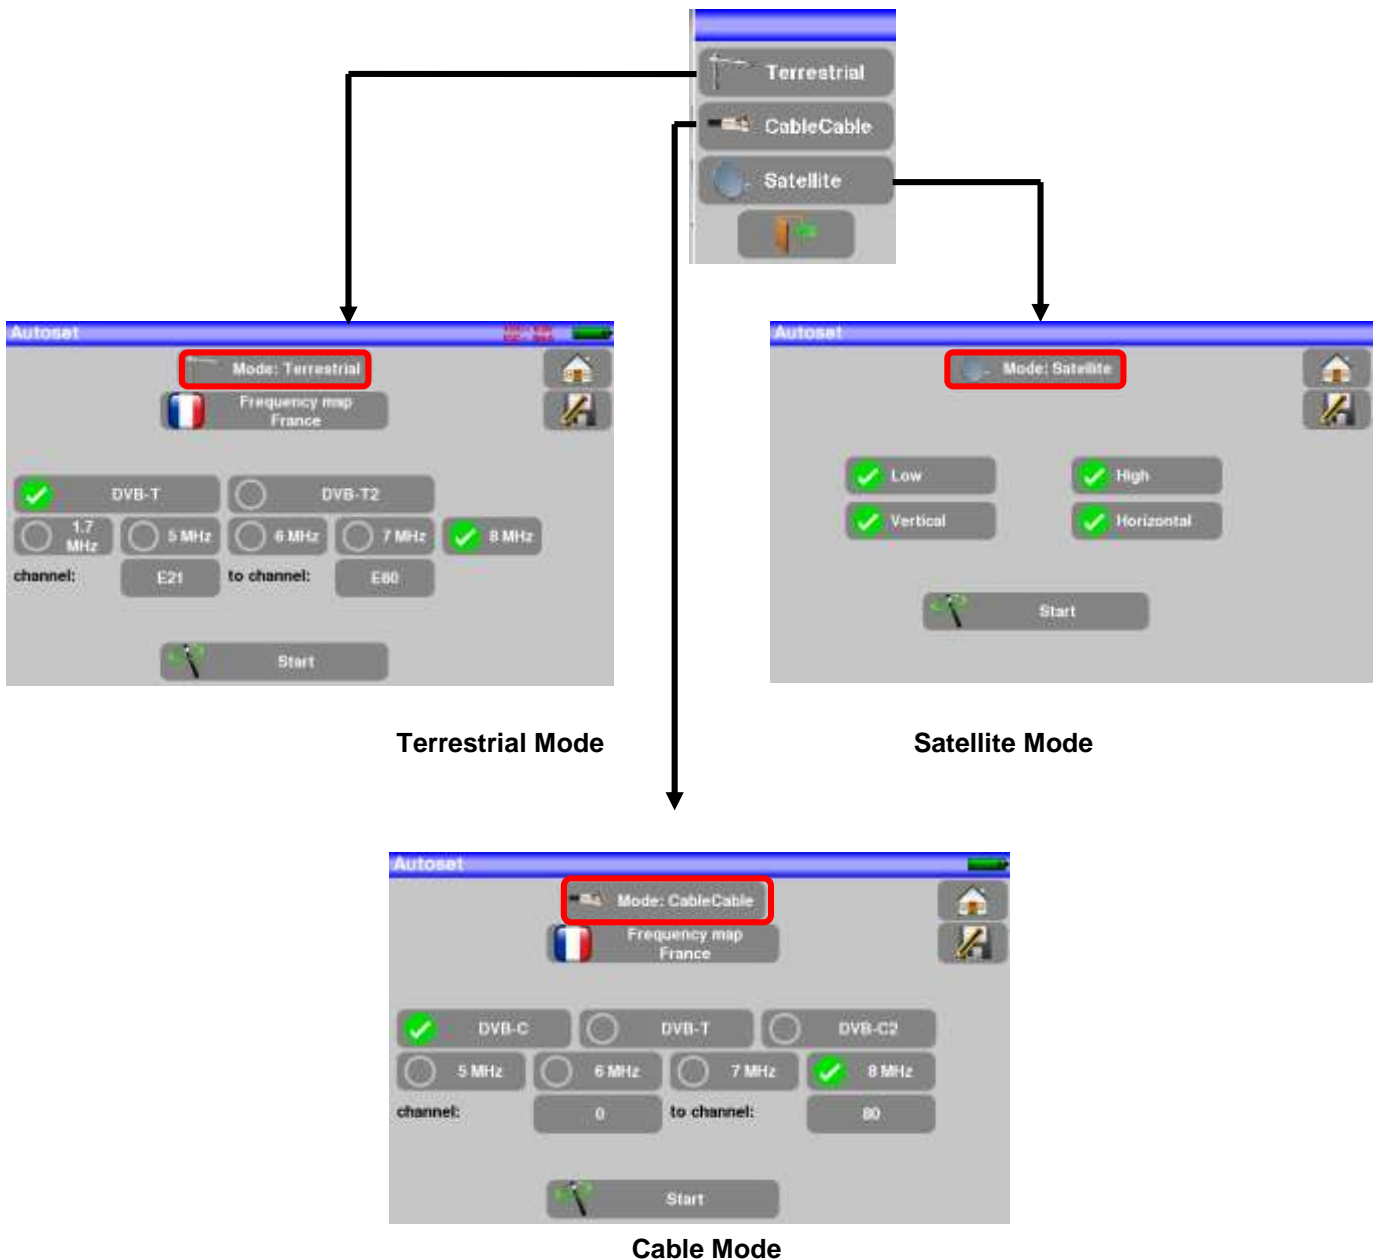 Terrestrial
CableCable
Satellite
Autoset
Mode: Terrestrial
Frequency map
France
DVB-T
DVB-T2
1.7
MHz
5 MHz
6 MHz
7 MHz
8 MHz
channel:
E21
to channel:
E60
Start
Terrestrial Mode
Autoset
Mode: Satellite
Low
High
Vertical
Horizontal
Start
Satellite Mode
Autoset
Mode: CableCable
Frequency map
France
DVB-C
DVB-T
DVB-C2
5 MHz
6 MHz
7 MHz
8 MHz
channel:
0
to channel:
80
Start
Cable Mode